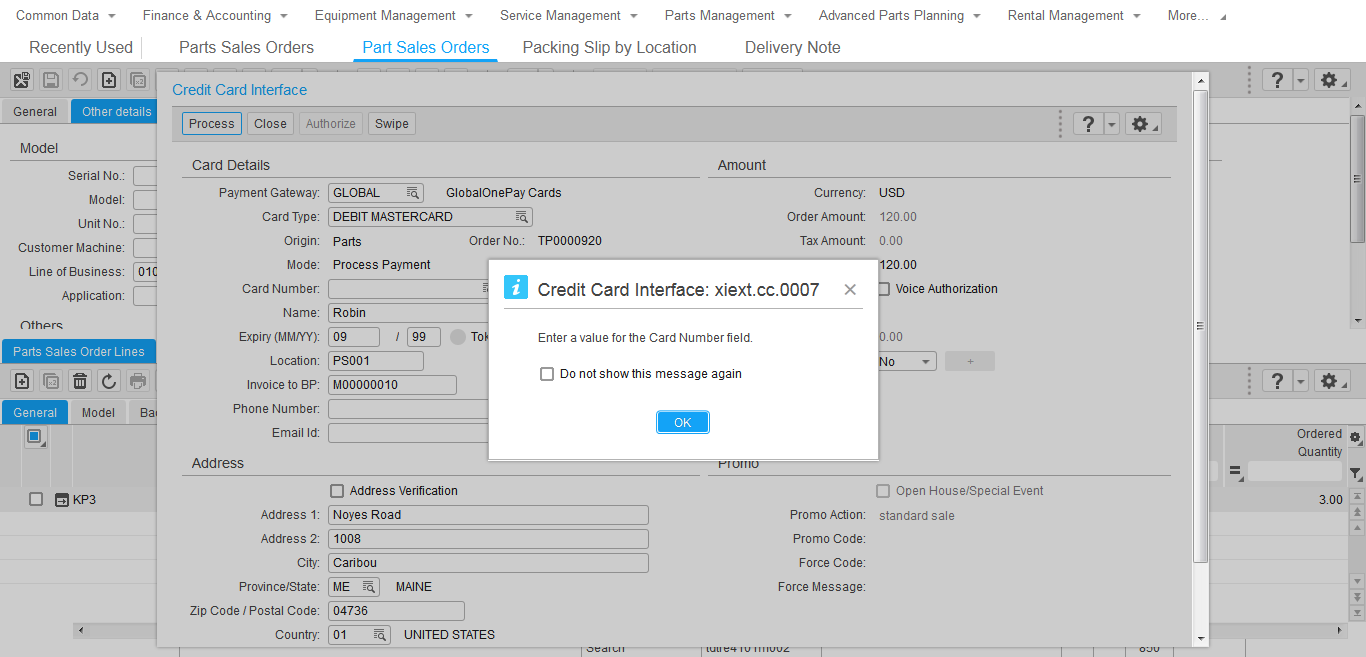 Common Data Finance & Accounting Equipment Management Service Management Parts Management Advanced Parts Planning Rental Management More...
Recently Used Parts Sales Orders Part Sales Orders Packing Slip by Location Delivery Note
General Other details
Model
Serial No.:
Model:
Unit No.:
Customer Machine:
Line of Business: 010
Application:
Others
Parts Sales Order Lines
General Model Ba
KP3
Ordered
Quantity
3.00
Credit Card Interface
Process Close Authorize Swipe
Card Details
Payment Gateway: GLOBAL GlobalOnePay Cards
Card Type: DEBIT MASTERCARD
Origin: Parts Order No.: TP0000920
Mode: Process Payment
Card Number:
Name: Robin
Expiry (MM/YY): 09 / 99 Tok
Location: PS001
Invoice to BP: M00000010
Phone Number:
Email Id:
Amount
Currency: USD
Order Amount: 120.00
Tax Amount: 0.00
120.00
Voice Authorization
0.00
No +
Credit Card Interface: xiext.cc.0007
Enter a value for the Card Number field.
Do not show this message again
OK
Address
Address Verification
Address 1: Noyes Road
Address 2: 1008
City: Caribou
Province/State: ME MAINE
Zip Code / Postal Code: 04736
Country: 01 UNITED STATES
Promo
Open House/Special Event
Promo Action: standard sale
Promo Code:
Force Code:
Force Message:
Search
850